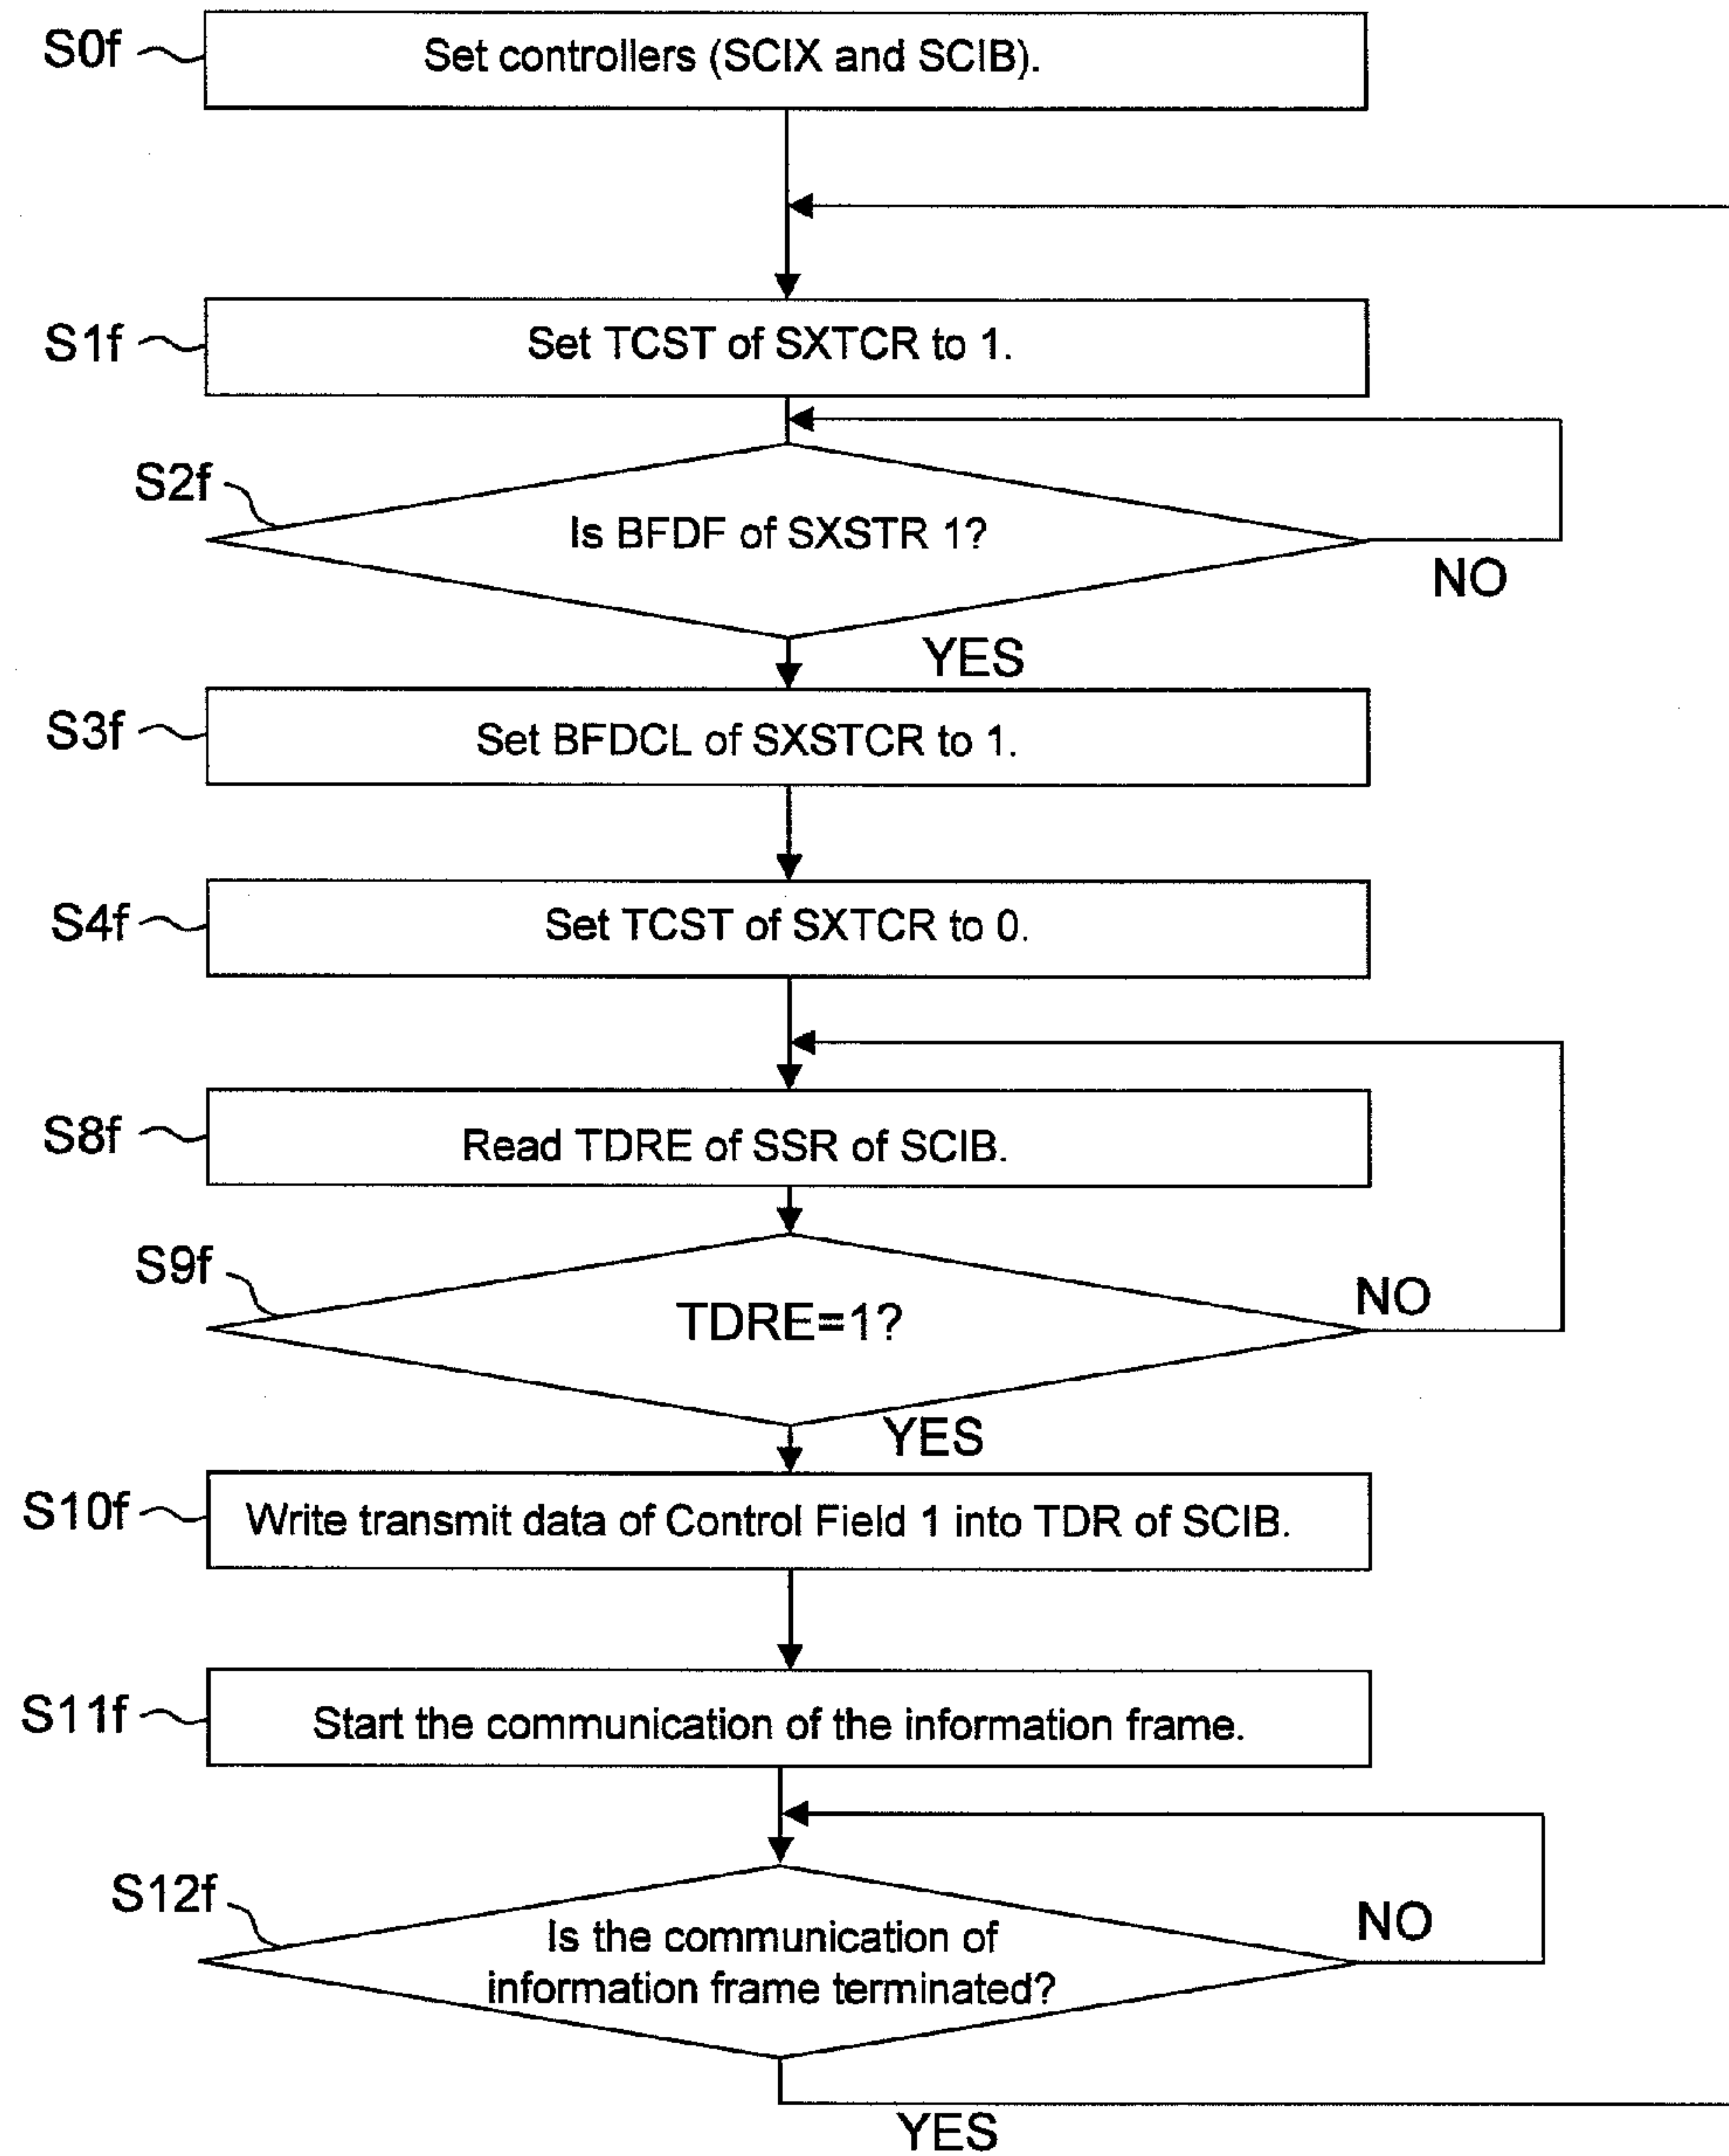 S0f
Set controllers (SCIX and SCIB).
S1f
Set TCST of SXTCR to 1.
S2f
Is BFDF of SXSTR 1?
NO
YES
S3f
Set BFDCL of SXSTCR to 1.
S4f
Set TCST of SXTCR to 0.
S8f
Read TDRE of SSR of SCIB.
S9f
TDRE=1?
NO
YES
S10f
Write transmit data of Control Field 1 into TDR of SCIB.
S11f
Start the communication of the information frame.
S12f
Is the communication of
information frame terminated?
NO
YES